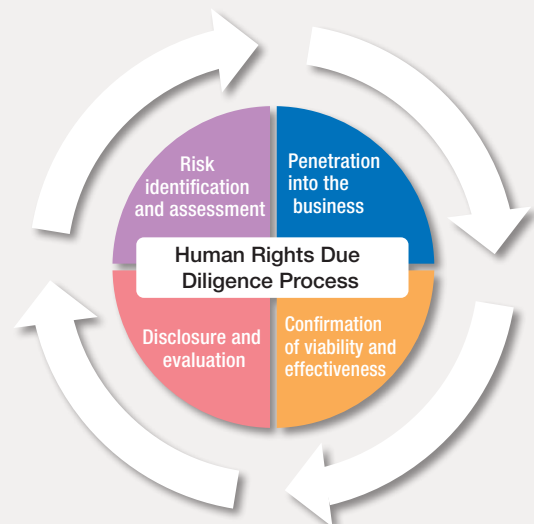 Risk
identification
and assessment
Penetration
into the
business
Human Rights Due
Diligence Process
Disclosure and
evaluation
Confirmation
of viability and
effectiveness